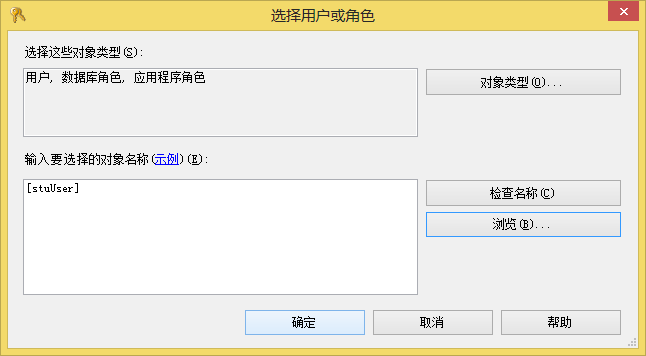 选择用户或角色
选择这些对象类型(S):
用户, 数据库角色, 应用程序角色
对象类型(O)...
输入要选择的对象名称(示例)(E):
[stuUser]
检查名称(C)
浏览(B)...
确定
取消
帮助